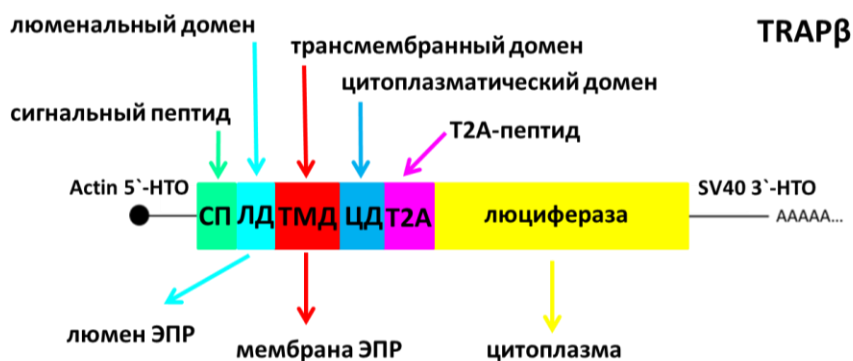 люменальный домен
TRAPβ
трансмембранный домен
цитоплазматический домен
сигнальный пептид
Т2А-пептид
Actin 5`-НТО
SV40 3`-НТО
СП ЛД ТМД ЦД Т2А люцифераза
AAAAA...
люмен ЭПР
мембрана ЭПР
цитоплазма